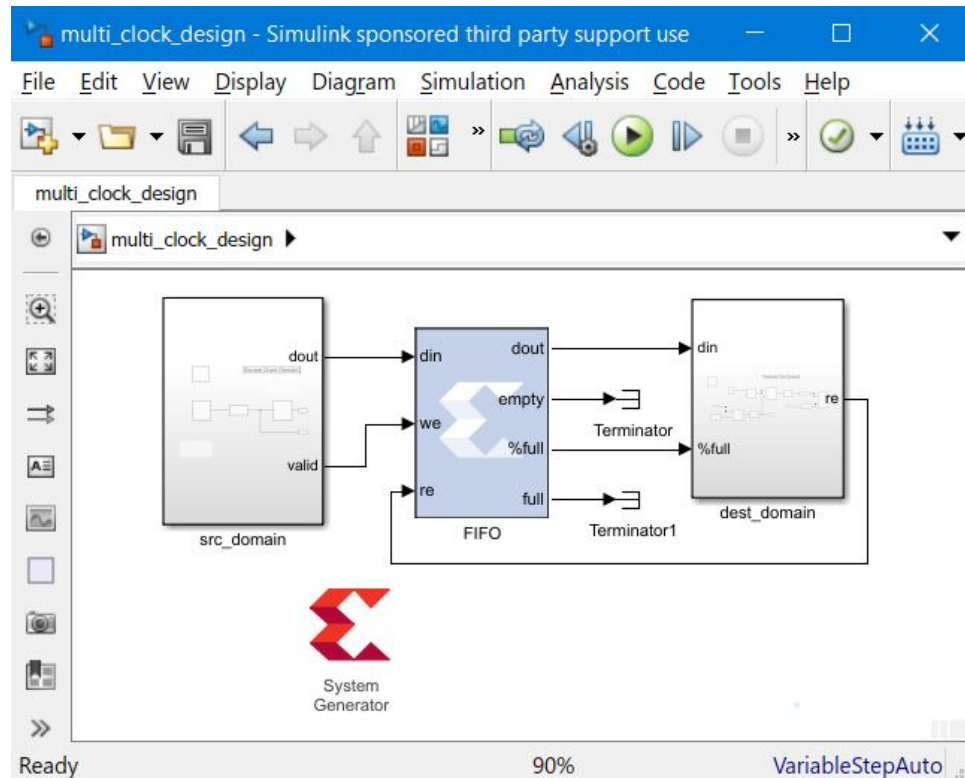 multi_clock_design - Simulink sponsored third party support use
File Edit View Display Diagram Simulation Analysis Code Tools Help
multi_clock_design
multi_clock_design
dout
valid
src_domain
din
we
re
dout
empty
%full
full
FIFO
Terminator
Terminator1
din
%full
re
dest_domain
System
Generator
Ready 90% VariableStepAuto